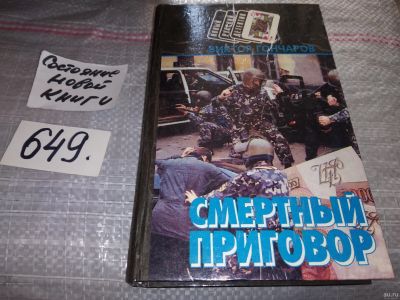 Состояние
новой
книги
649.
ВИКТОР ГОНЧАРОВ
СМЕРТНЫЙ
ПРИГОВОР
au.ru